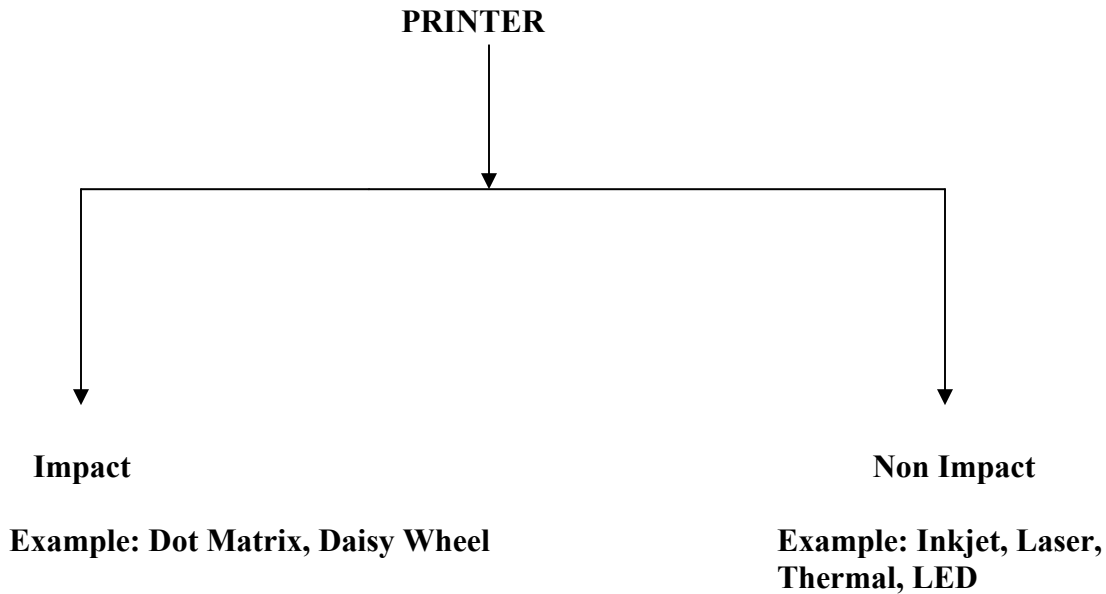 PRINTER
Impact
Non Impact
Example: Dot Matrix, Daisy Wheel
Example: Inkjet, Laser,
Thermal, LED